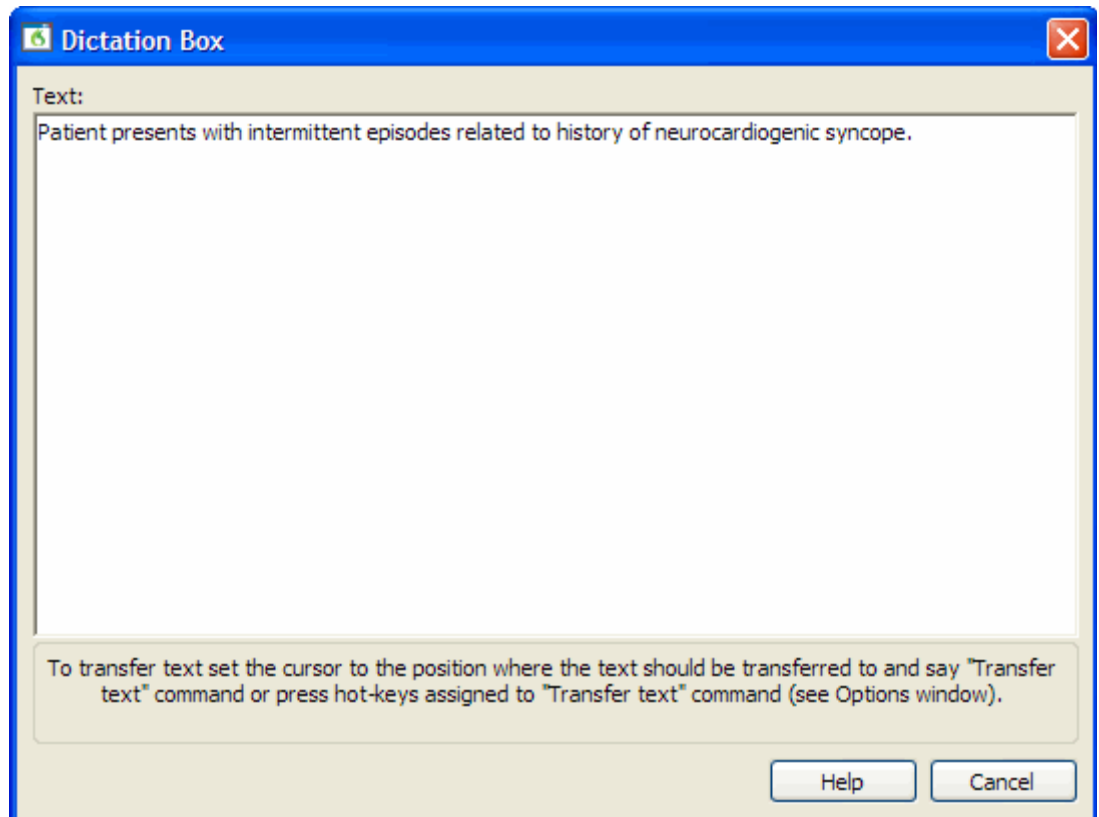 Dictation Box
Text:
Patient presents with intermittent episodes related to history of neurocardiogenic syncope.
To transfer text set the cursor to the position where the text should be transferred to and say "Transfer
text" command or press hot-keys assigned to "Transfer text" command (see Options window).
Help Cancel